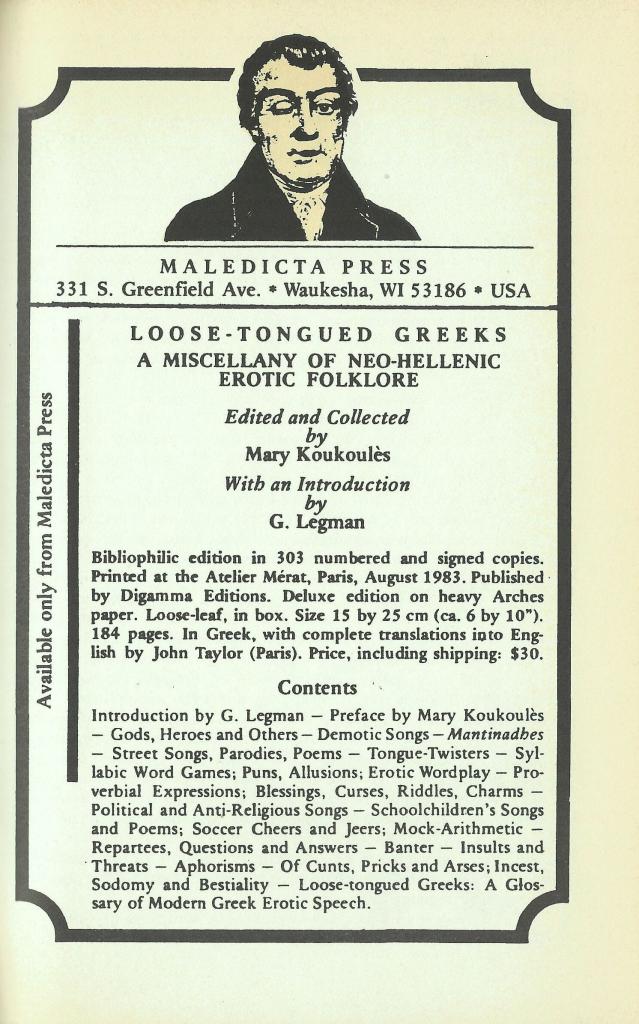 MALEDICTA PRESS
331 S. Greenfield Ave. * Waukesha, WI 53186 * USA
Available only from Maledicta Press
LOOSE-TONGUED GREEKS
A MISCELLANY OF NEO-HELLENIC
EROTIC FOLKLORE
Edited and Collected
by
Mary Koukoulès
With an Introduction
by
G. Legman
Bibliophilic edition in 303 numbered and signed copies.
Printed at the Atelier Mérat, Paris, August 1983. Published
by Digamma Editions. Deluxe edition on heavy Arches
paper. Loose-leaf, in box. Size 15 by 25 cm (ca. 6 by 10").
184 pages. In Greek, with complete translations into Eng-
lish by John Taylor (Paris). Price, including shipping: $30.
Contents
Introduction by G. Legman — Preface by Mary Koukoulès
— Gods, Heroes and Others — Demotic Songs — Mantinadhes
— Street Songs, Parodies, Poems — Tongue-Twisters — Syl-
labic Word Games; Puns, Allusions; Erotic Wordplay — Pro-
verbial Expressions; Blessings, Curses, Riddles, Charms —
Political and Anti-Religious Songs — Schoolchildren's Songs
and Poems; Soccer Cheers and Jeers; Mock-Arithmetic —
Repartees, Questions and Answers — Banter — Insults and
Threats — Aphorisms — Of Cunts, Pricks and Arses; Incest,
Sodomy and Bestiality — Loose-tongued Greeks: A Glos-
sary of Modern Greek Erotic Speech.